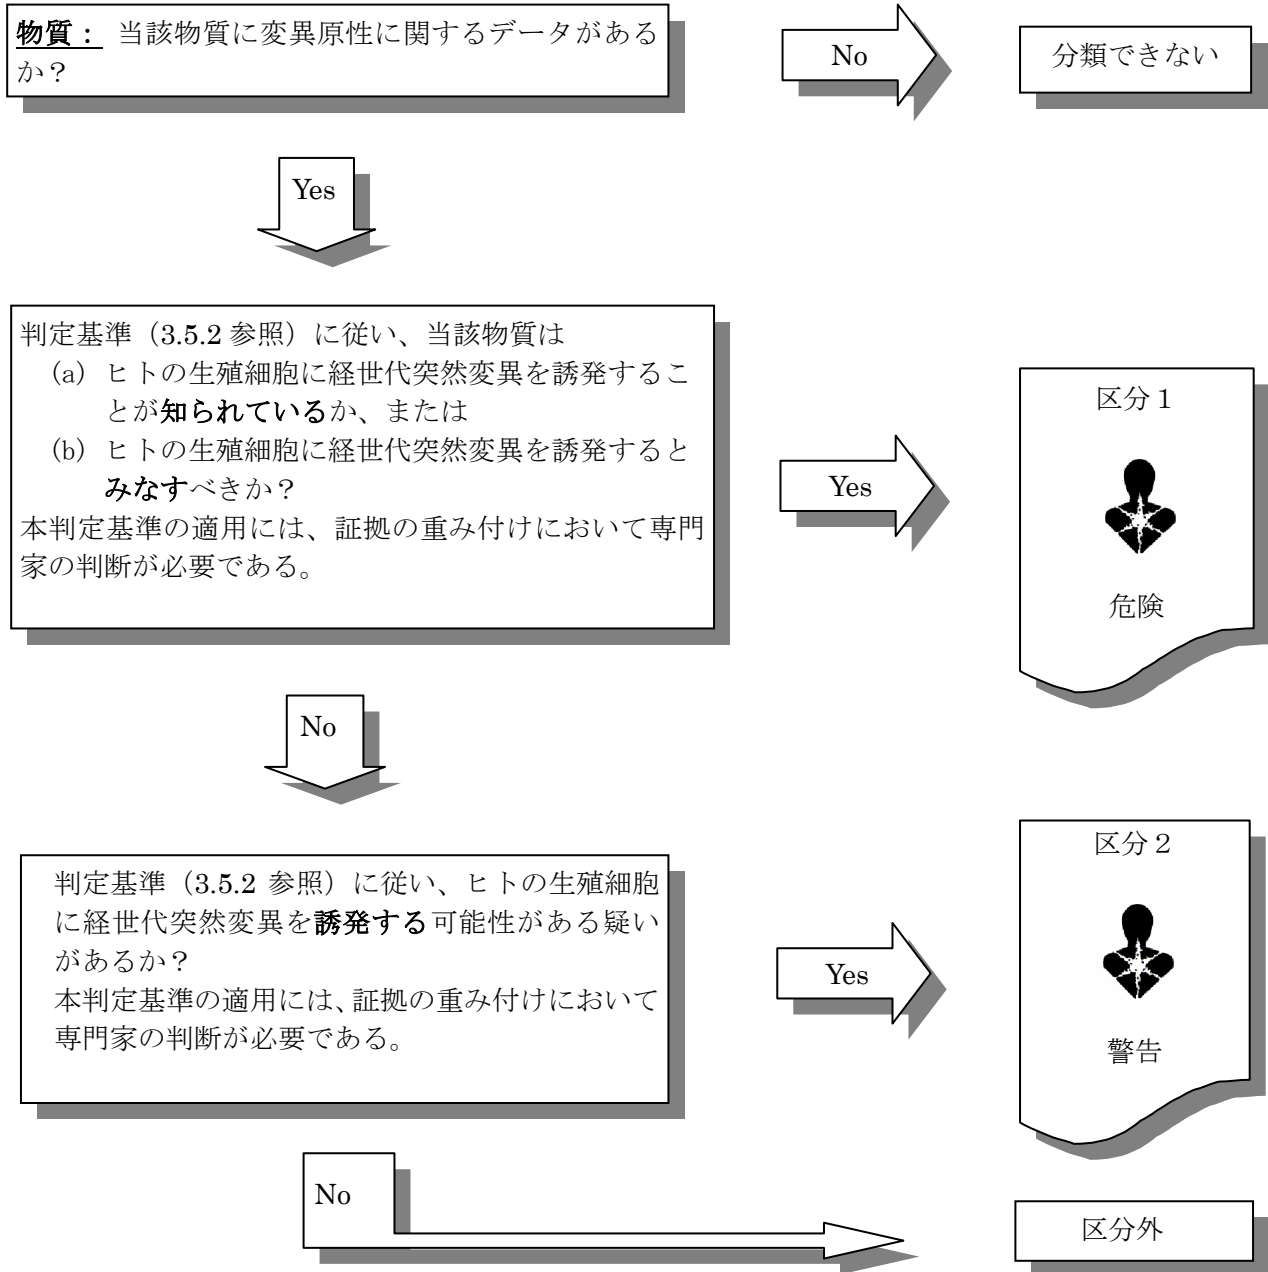 物質： 当該物質に変異原性に関するデータがある
か？
No
分類できない
Yes
判定基準（3.5.2 参照）に従い、当該物質は
(a) ヒトの生殖細胞に経世代突然変異を誘発するこ
とが知られているか、または
(b) ヒトの生殖細胞に経世代突然変異を誘発すると
みなすべきか？
本判定基準の適用には、証拠の重み付けにおいて専門
家の判断が必要である。
Yes
区分１
危険
No
判定基準（3.5.2 参照）に従い、ヒトの生殖細胞
に経世代突然変異を誘発する可能性がある疑い
があるか？
本判定基準の適用には、証拠の重み付けにおいて
専門家の判断が必要である。
Yes
区分２
警告
No
区分外